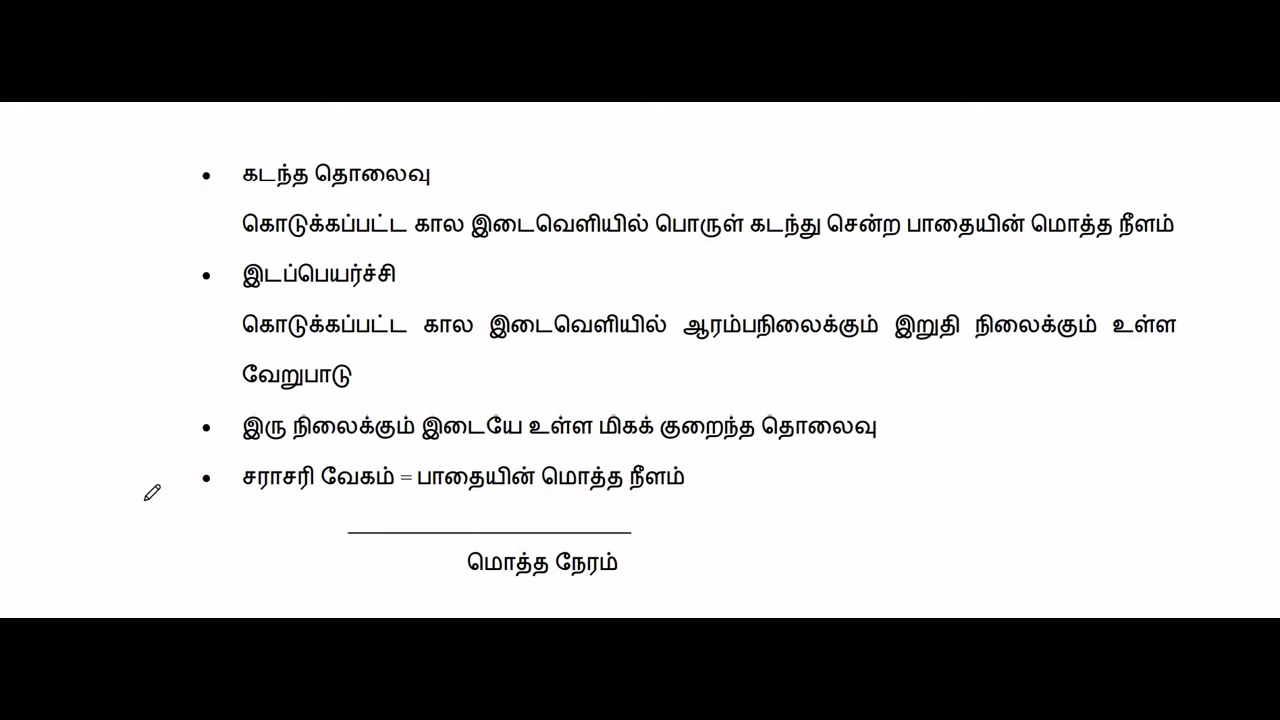 • கடந்த தொலைவு
கொடுக்கப்பட்ட கால இடைவெளியில் பொருள் கடந்து சென்ற பாதையின் மொத்த நீளம்
• இடப்பெயர்ச்சி
கொடுக்கப்பட்ட கால இடைவெளியில் ஆரம்பநிலைக்கும் இறுதி நிலைக்கும் உள்ள
வேறுபாடு
• இரு நிலைக்கும் இடையே உள்ள மிகக் குறைந்த தொலைவு
• சராசரி வேகம் = பாதையின் மொத்த நீளம்
மொத்த நேரம்